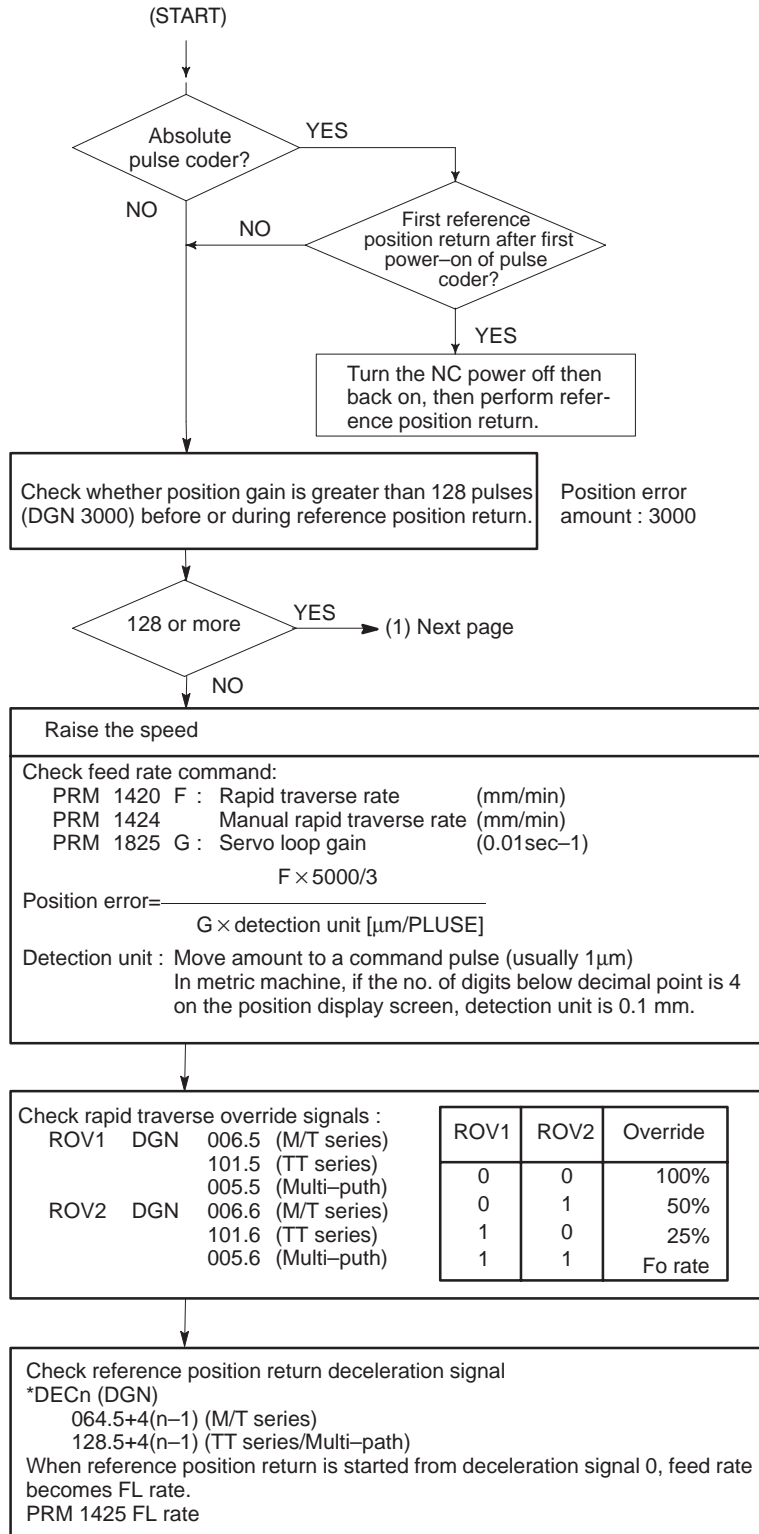 (START)
Absolute
pulse coder?
YES
NO
First reference
position return after first
power–on of pulse
coder?
NO
YES
Turn the NC power off then
back on, then perform refer-
ence position return.
Check whether position gain is greater than 128 pulses
(DGN 3000) before or during reference position return.
Position error
amount : 3000
128 or more
YES
(1) Next page
NO
Raise the speed
Check feed rate command:
PRM 1420 F : Rapid traverse rate (mm/min)
PRM 1424 Manual rapid traverse rate (mm/min)
PRM 1825 G : Servo loop gain (0.01sec–1)
F × 5000/3
Position error=
G × detection unit [μm/PLUSE]
Detection unit : Move amount to a command pulse (usually 1μm)
In metric machine, if the no. of digits below decimal point is 4
on the position display screen, detection unit is 0.1 mm.
Check rapid traverse override signals :
ROV1 DGN 006.5 (M/T series)
101.5 (TT series)
005.5 (Multi–puth)
ROV2 DGN 006.6 (M/T series)
101.6 (TT series)
005.6 (Multi–puth)
ROV1 ROV2 Override
0 0 100%
0 1 50%
1 0 25%
1 1 Fo rate
Check reference position return deceleration signal
*DECn (DGN)
064.5+4(n–1) (M/T series)
128.5+4(n–1) (TT series/Multi–path)
When reference position return is started from deceleration signal 0, feed rate
becomes FL rate.
PRM 1425 FL rate